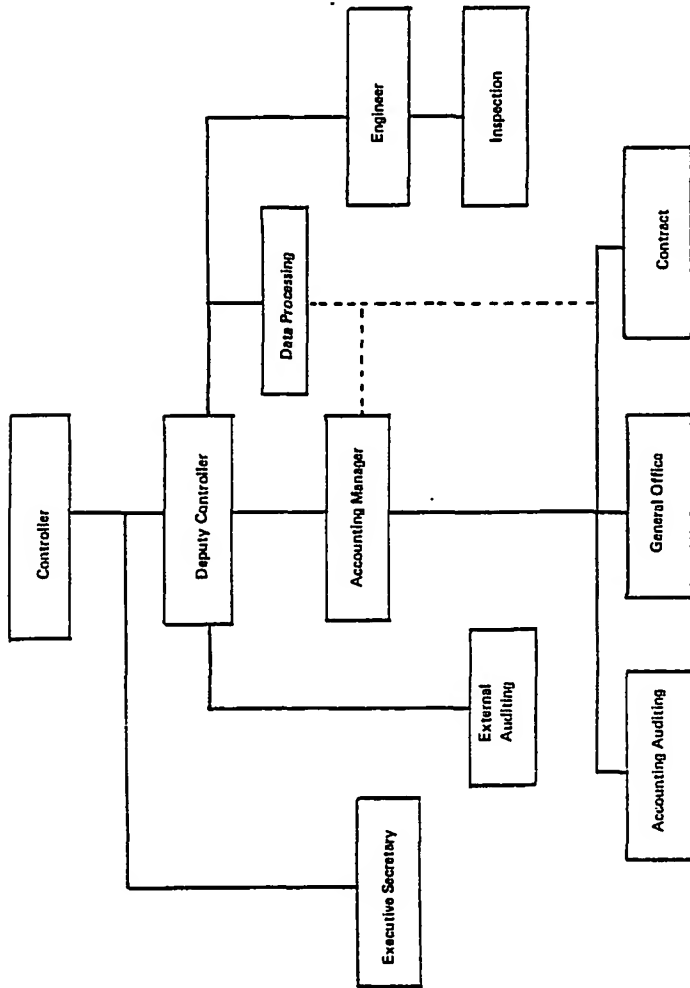 Controller
Deputy Controller
Executive Secretary
External
Auditing
Accounting Manager
Data Processing
Engineer
Inspection
Accounting Auditing
General Office
Contract